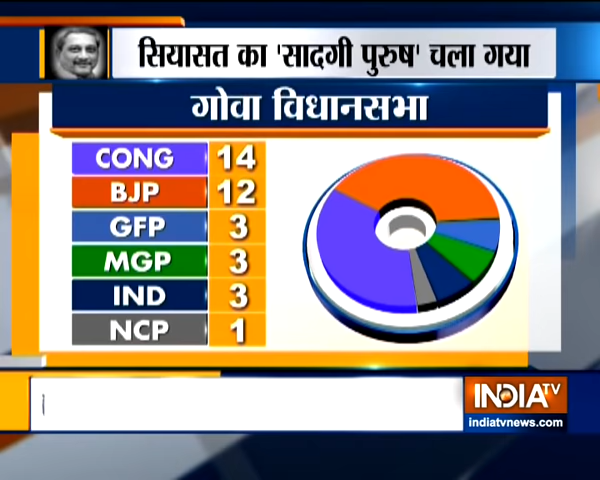 सियासत का 'सादगी पुरुष' चला गया
गोवा विधानसभा
CONG 14
BJP 12
GFP 3
MGP 3
IND 3
NCP 1
INDIA TV
indiatvnews.com